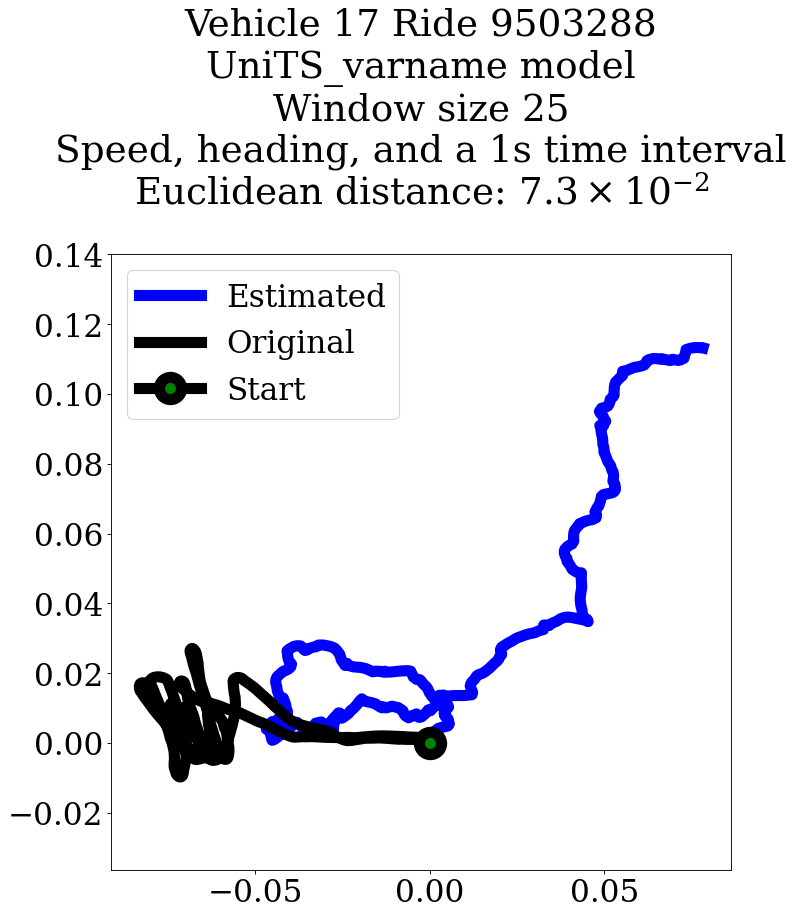 Vehicle 17 Ride 9503288
UniTS_varname model
Window size 25
Speed, heading, and a 1s time interval
Euclidean distance: 7.3 × 10⁻²
0.14
0.12
0.10
0.08
0.06
0.04
0.02
0.00
−0.02
Estimated
Original
Start
−0.05
0.00
0.05